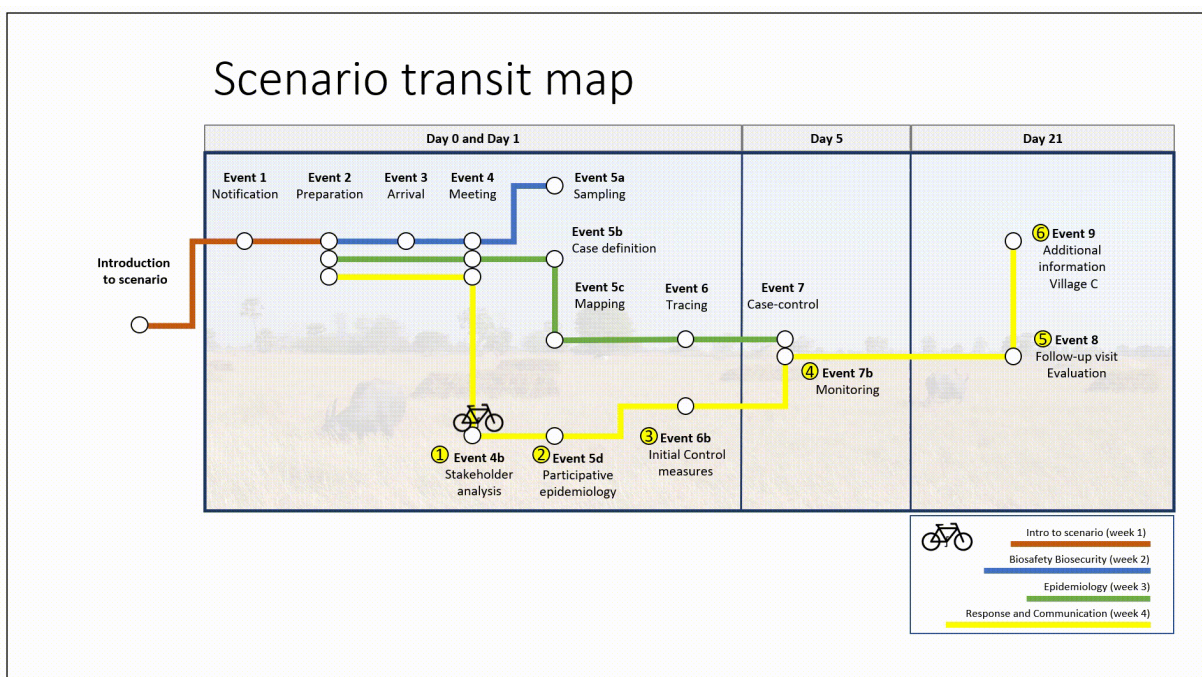 Scenario transit map
Day 0 and Day 1
Day 5
Day 21
Event 1
Notification
Event 2
Preparation
Event 3
Arrival
Event 4
Meeting
Event 5a
Sampling
Event 5b
Case definition
Introduction
to scenario
Event 5c
Mapping
Event 6
Tracing
Event 7
Case-control
6 Event 9
Additional
information
Village C
5 Event 8
Follow-up visit
Evaluation
4 Event 7b
Monitoring
1 Event 4b
Stakeholder
analysis
2 Event 5d
Participative
epidemiology
3 Event 6b
Initial Control
measures
Intro to scenario (week 1)
Biosafety Biosecurity (week 2)
Epidemiology (week 3)
Response and Communication (week 4)